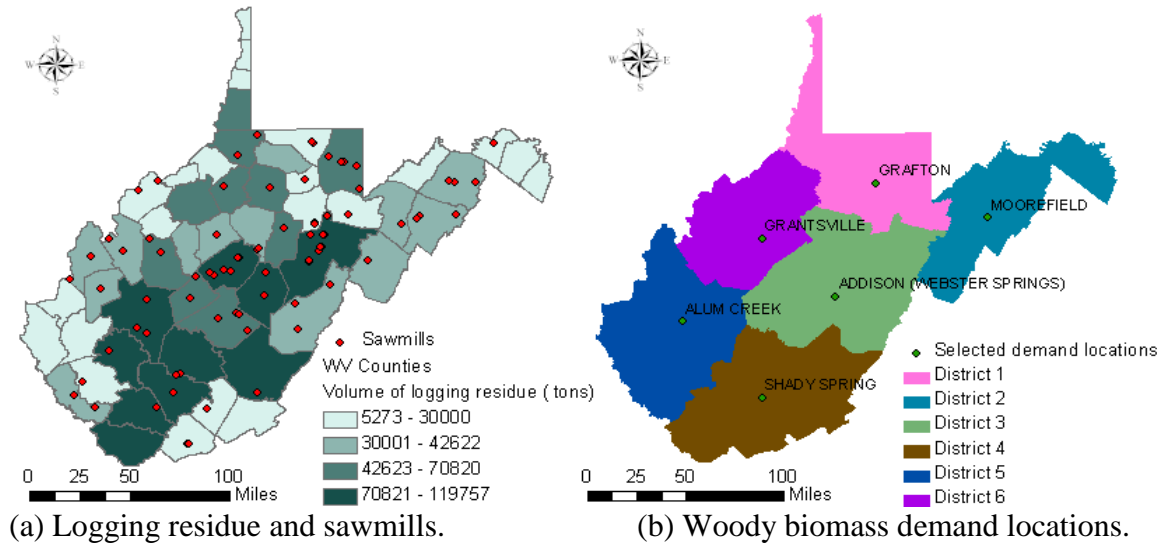 N
W E
S
Sawmills
WV Counties
Volume of logging residue ( tons)
5273 - 30000
30001 - 42622
42623 - 70820
70821 - 119757
0 25 50 100
Miles
(a) Logging residue and sawmills.
N
W E
S
GRAFTON
MOOREFIELD
GRANTSVILLE
ADDISON (WEBSTER SPRINGS)
ALUM CREEK
SHADY SPRING
Selected demand locations
District 1
District 2
District 3
District 4
District 5
District 6
0 25 50 100
Miles
(b) Woody biomass demand locations.